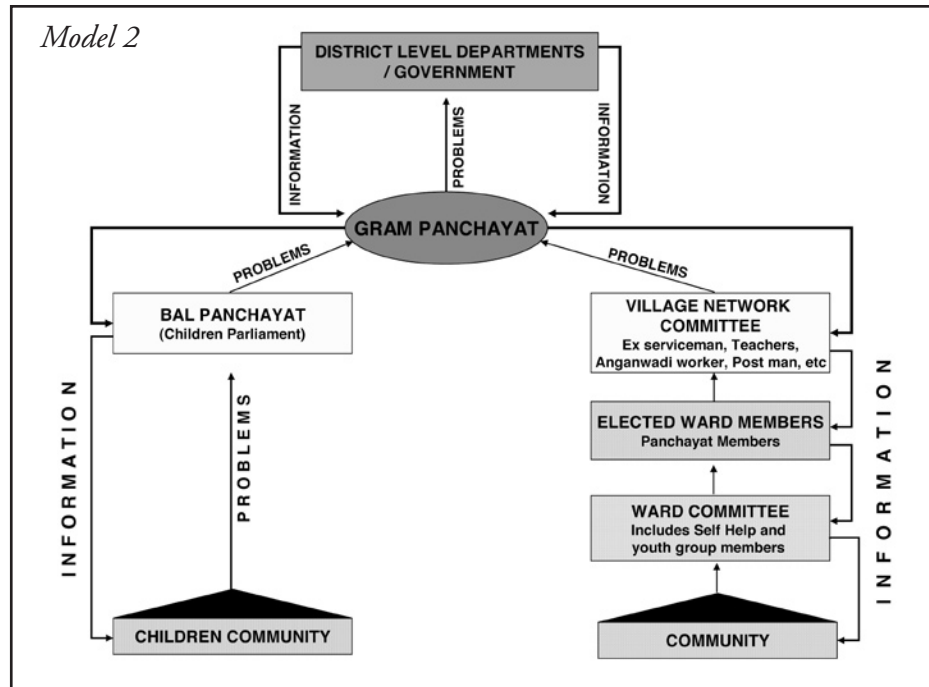 Model 2
DISTRICT LEVEL DEPARTMENTS
/ GOVERNMENT
INFORMATION
PROBLEMS
INFORMATION
GRAM PANCHAYAT
PROBLEMS
PROBLEMS
BAL PANCHAYAT
(Children Parliament)
VILLAGE NETWORK
COMMITTEE
Ex serviceman, Teachers,
Anganwadi worker, Post man, etc
INFORMATION
PROBLEMS
ELECTED WARD MEMBERS
Panchayat Members
INFORMATION
WARD COMMITTEE
Includes Self Help and
youth group members
CHILDREN COMMUNITY
COMMUNITY